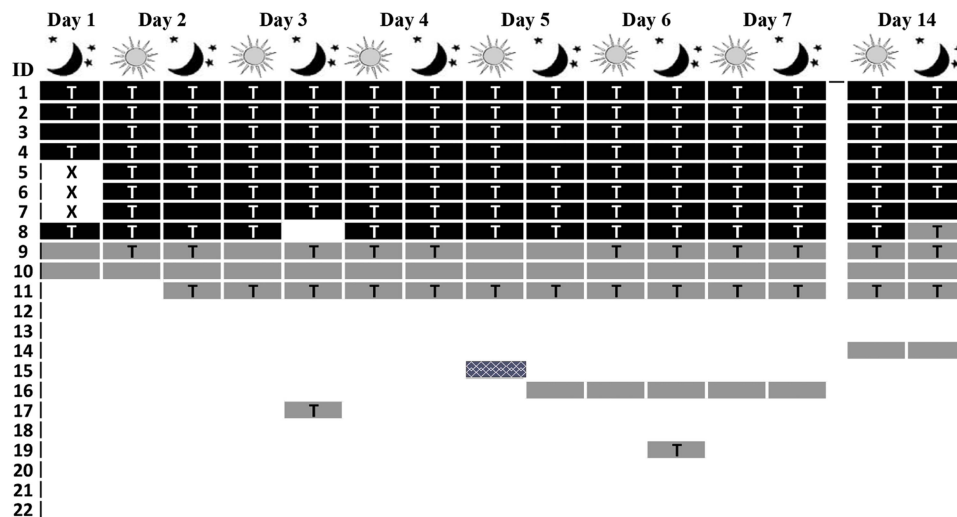 Day 1 Day 2 Day 3 Day 4 Day 5 Day 6 Day 7 Day 14
ID
1 T T T T T T T T T T T T T T T
2 T T T T T T T T T T T T T T T
3 T T T T T T T T T T T T T T
4 T T T T T T T T T T T T T T
5 X T T T T T T T T T T T T T T
6 X T T T T T T T T T T T T T T
7 X T T T T T T T T T T T T
8 T T T T T T T T T T T T T T
9 T T T T T T T T T T T
10
11 T T T T T T T T T T T T T
12
13
14
15
16
17 T
18
19 T
20
21
22